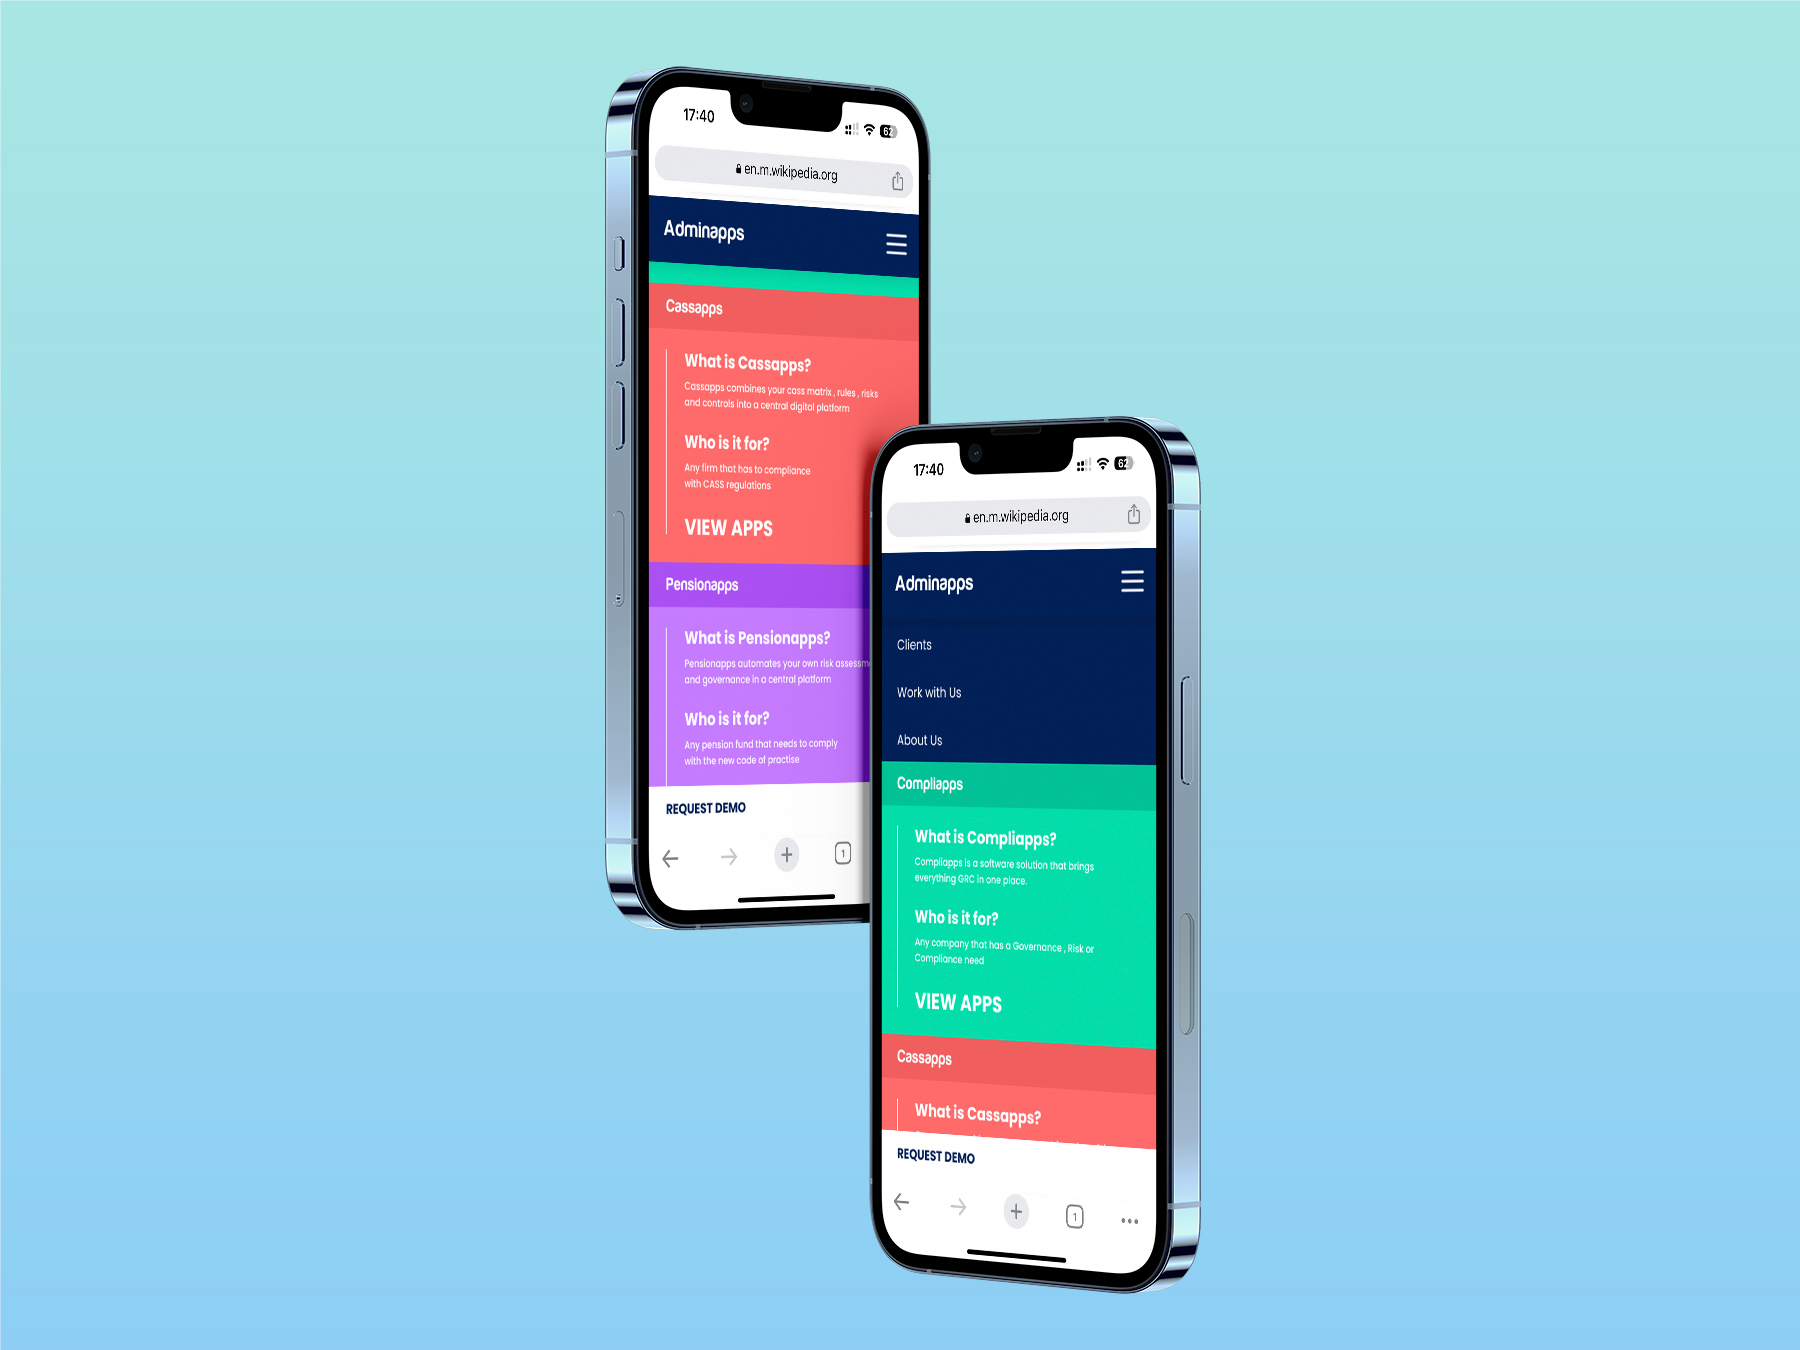 17:40
62
en.m.wikipedia.org
Adminapps
Cassapps
What is Cassapps?
Cassapps combines your cass matrix , rules , risks
and controls into a central digital platform
Who is it for?
Any firm that has to compliance
with CASS regulations
VIEW APPS
Pensionapps
What is Pensionapps?
Pensionapps automates your own risk assessm
and governance in a central platform
Who is it for?
Any pension fund that needs to comply
with the new code of practise
REQUEST DEMO
1
17:40
62
en.m.wikipedia.org
Adminapps
Clients
Work with Us
About Us
Compliapps
What is Compliapps?
Compliapps is a software solution that brings
everything GRC in one place.
Who is it for?
Any company that has a Governance , Risk or
Compliance need
VIEW APPS
Cassapps
What is Cassapps?
REQUEST DEMO
1